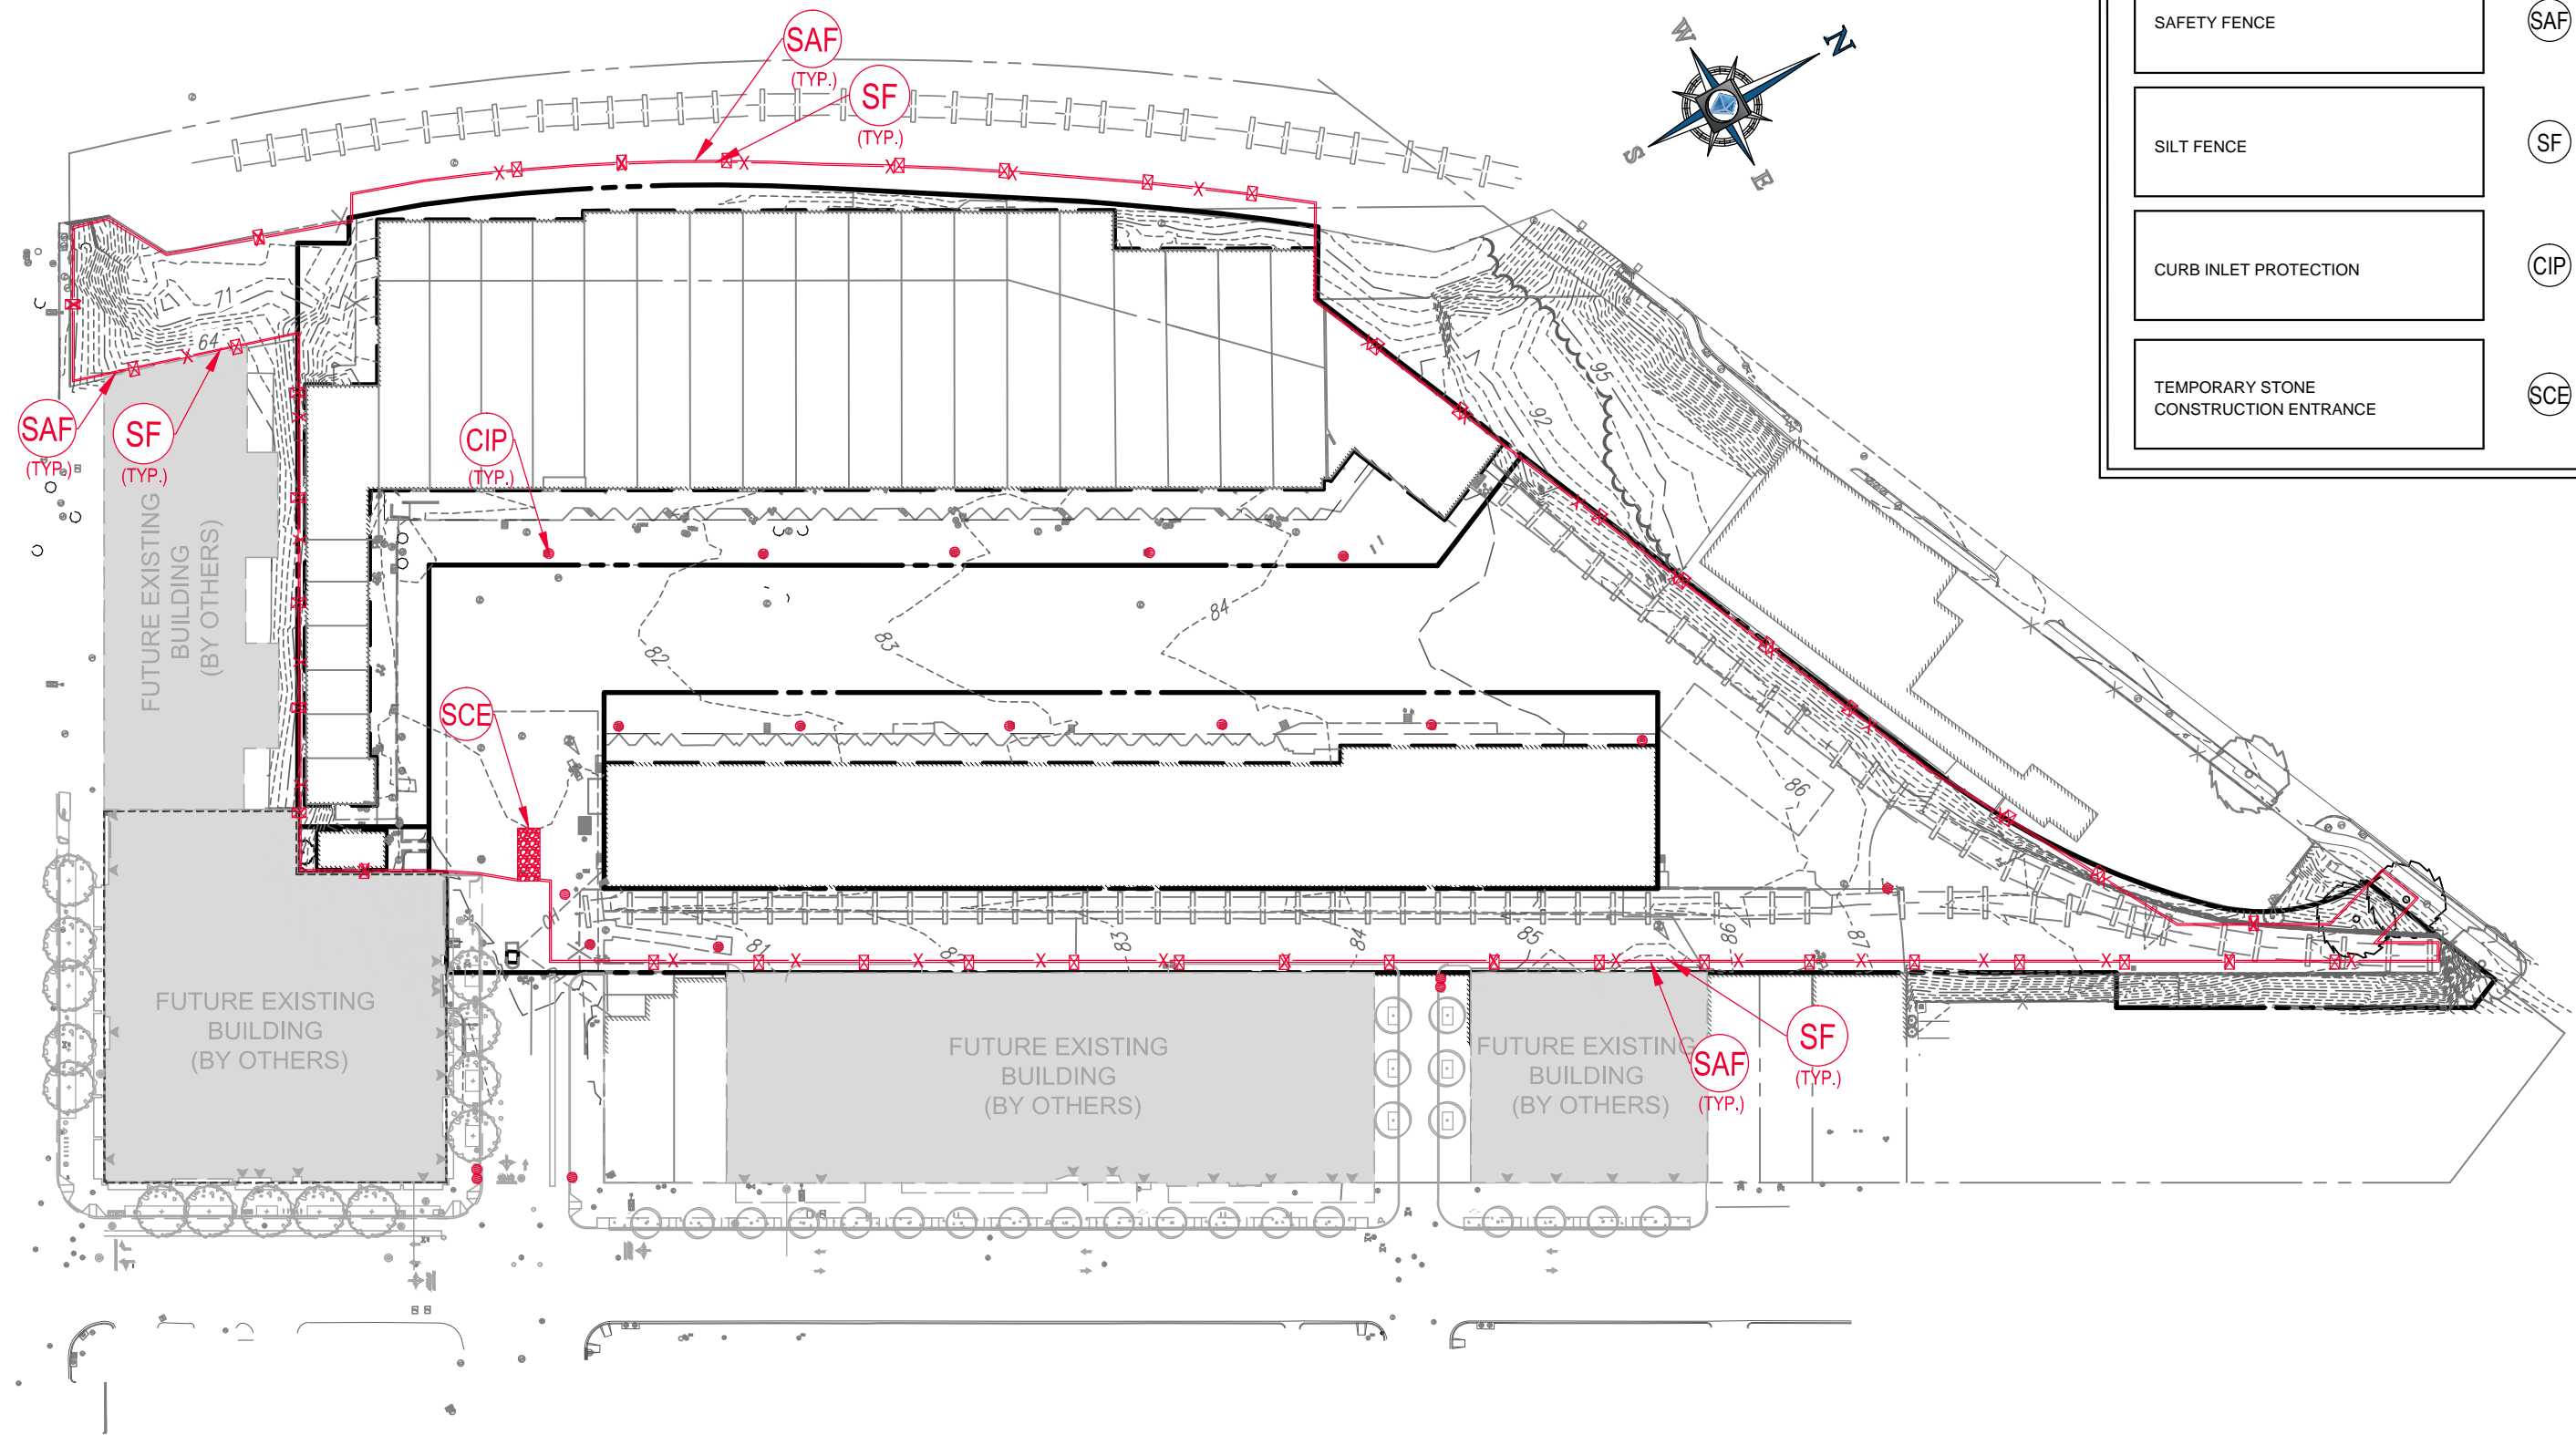 SAFETY FENCE
SAF
SILT FENCE
SF
CURB INLET PROTECTION
CIP
TEMPORARY STONE
CONSTRUCTION ENTRANCE
SCE
W
N
S
E
SAF
(TYP.)
SF
(TYP.)
71
64
SAF
(TYP.)
SF
(TYP.)
CIP
(TYP.)
95
92
FUTURE EXISTING
BUILDING
(BY OTHERS)
82
83
84
SCE
86
81
83
84
85
86
87
FUTURE EXISTING
BUILDING
(BY OTHERS)
FUTURE EXISTING
BUILDING
(BY OTHERS)
FUTURE EXISTING
BUILDING
(BY OTHERS)
SAF
(TYP.)
SF
(TYP.)